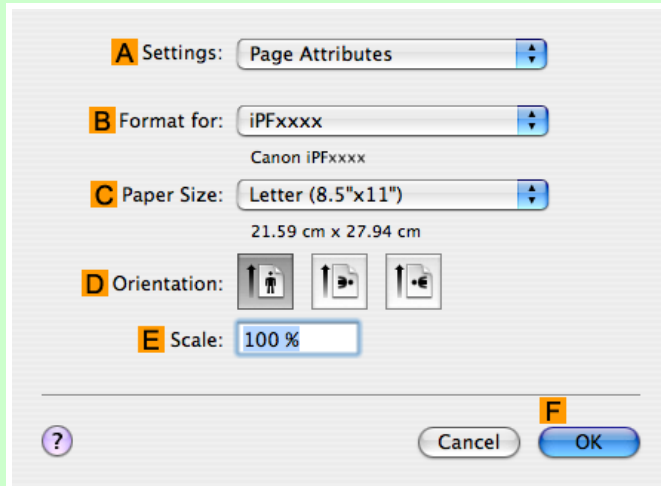 A Settings: Page Attributes
B Format for: iPFxxxx
Canon iPFxxxx
C Paper Size: Letter (8.5"x11")
21.59 cm x 27.94 cm
D Orientation:
E Scale: 100 %
F
? Cancel OK